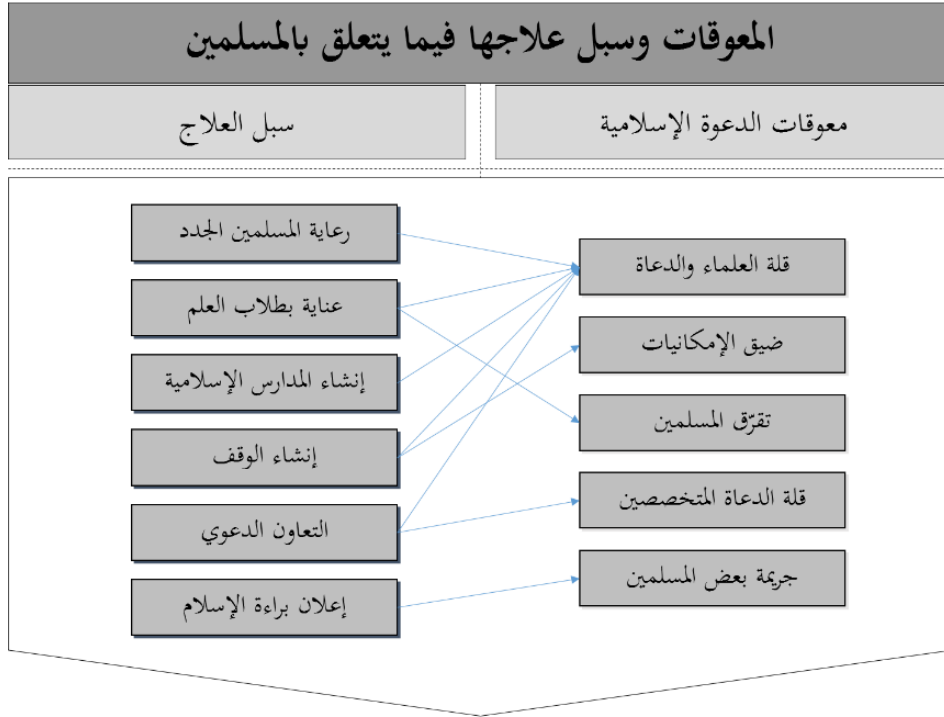 المعوقات وسبل علاجها فيما يتعلق بالمسلمين
معوقات الدعوة الإسلامية
سبل العلاج
قلة العلماء والدعاة
ضيق الإمكانيات
تفرّق المسلمين
قلة الدعاة المتخصصين
جريمة بعض المسلمين
رعاية المسلمين الجدد
عناية بطلاب العلم
إنشاء المدارس الإسلامية
إنشاء الوقف
التعاون الدعوي
إعلان براءة الإسلام